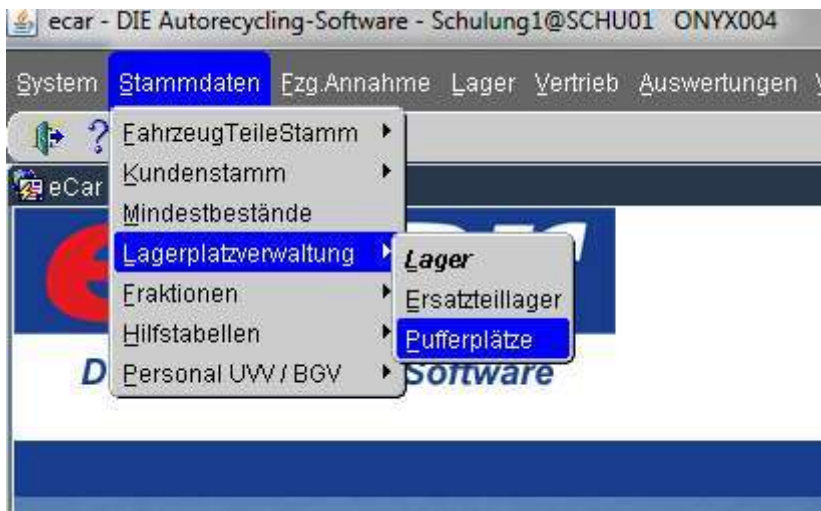 ecar - DIE Autorecycling-Software - Schulung1@SCHU01 ONYX004
System Stammdaten Fzg.Annahme Lager Vertrieb Auswertungen
?
FahrzeugTeileStamm
eCar
Kundenstamm
Mindestbestände
Lagerplatzverwaltung
Lager
Fraktionen
Ersatzteillager
Hilfstabellen
Pufferplätze
Personal UVV / BGV
D Software